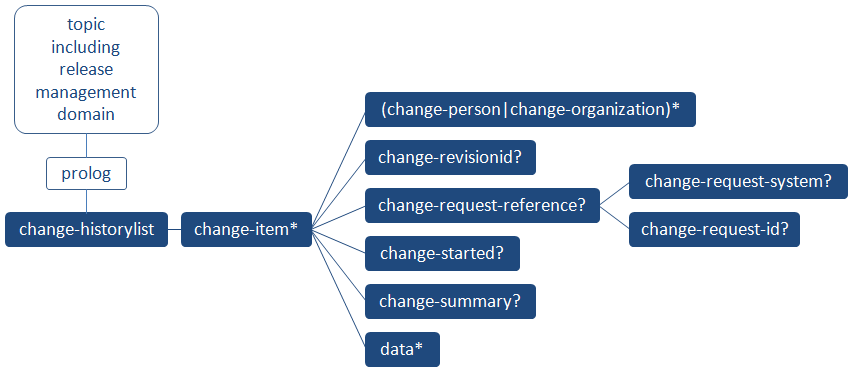 topic
including
release
management
domain
prolog
change-historylist
change-item*
(change-person|change-organization)*
change-revisionid?
change-request-reference?
change-request-system?
change-request-id?
change-started?
change-summary?
data*